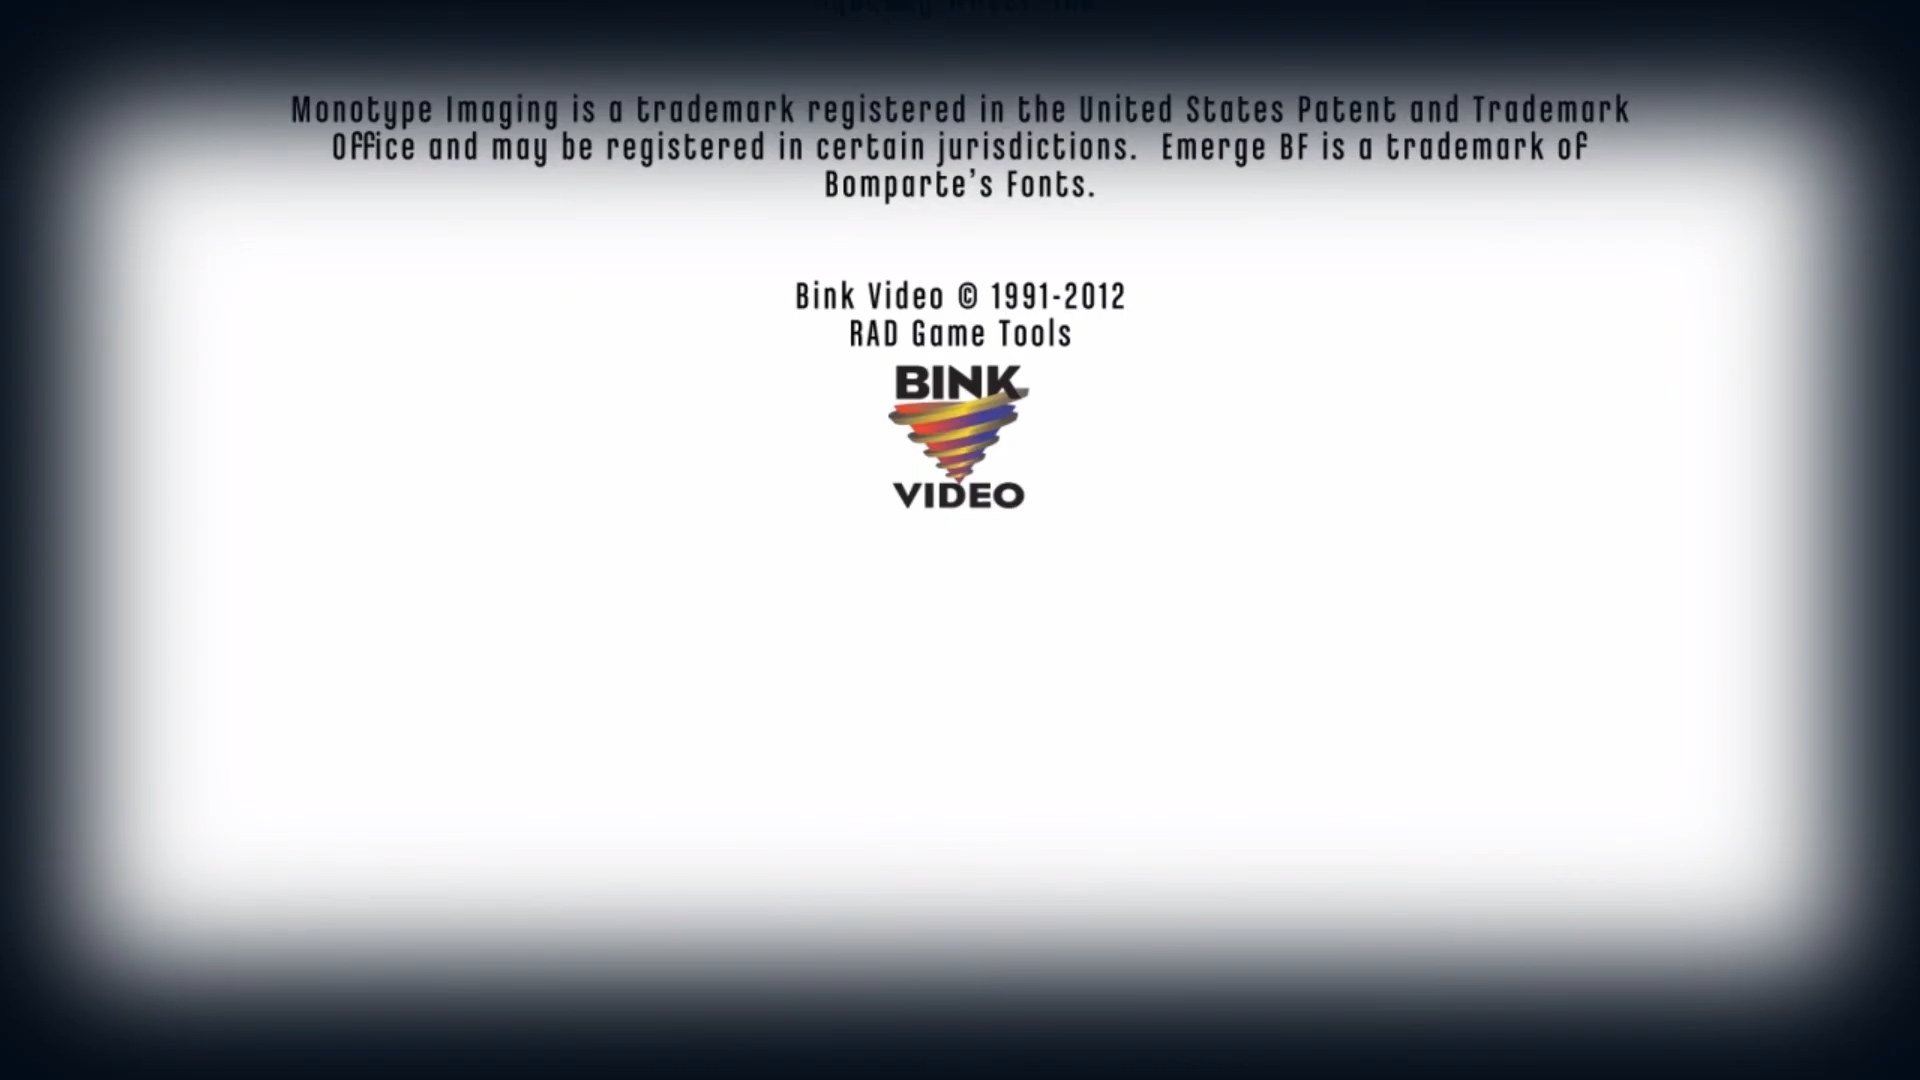 Monotype Imaging is a trademark registered in the United States Patent and Trademark
Office and may be registered in certain jurisdictions.  Emerge BF is a trademark of
Bomparte's Fonts.
Bink Video © 1991-2012
RAD Game Tools
BINK
VIDEO